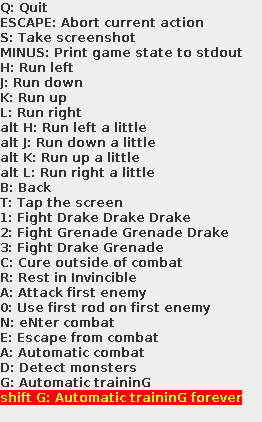 Q: Quit
ESCAPE: Abort current action
S: Take screenshot
MINUS: Print game state to stdout
H: Run left
J: Run down
K: Run up
L: Run right
alt H: Run left a little
alt J: Run down a little
alt K: Run up a little
alt L: Run right a little
B: Back
T: Tap the screen
1: Fight Drake Drake Drake
2: Fight Grenade Grenade Drake
3: Fight Drake Grenade
C: Cure outside of combat
R: Rest in Invincible
A: Attack first enemy
0: Use first rod on first enemy
N: eNter combat
E: Escape from combat
A: Automatic combat
D: Detect monsters
G: Automatic traininG
shift G: Automatic traininG forever